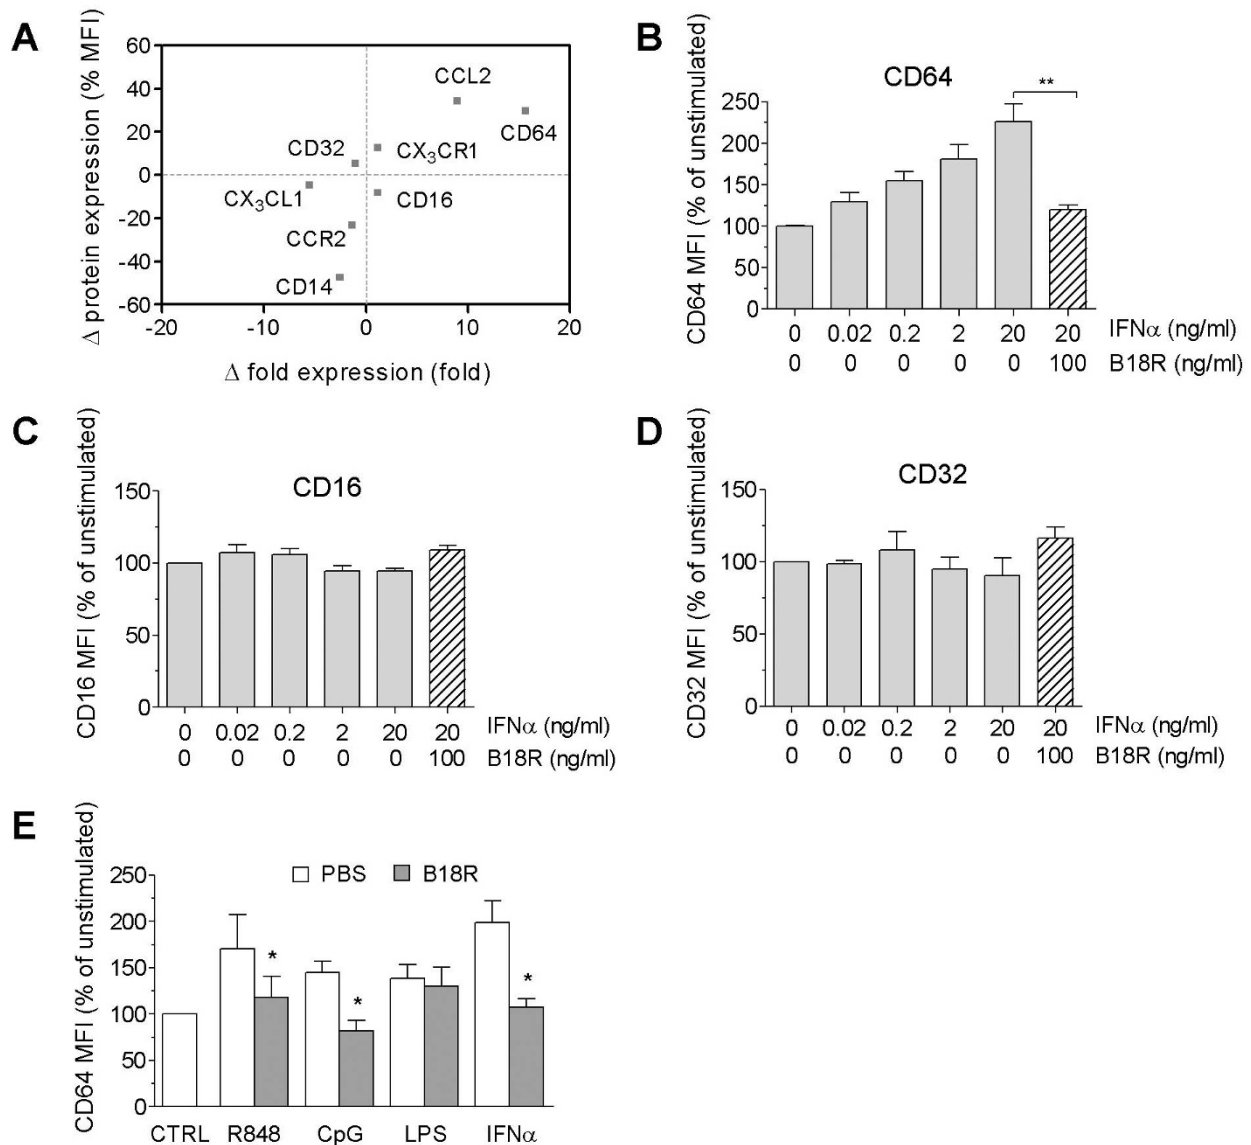 A
Δ protein expression (% MFI)
60
40
20
0
-20
-40
-60
CCL2
CD64
CD32
CX3CR1
CX3CL1
CD16
CCR2
CD14
-20
-10
0
10
20
Δ fold expression (fold)
B
CD64
CD64 MFI (% of unstimulated)
250
200
150
100
50
0
**
0 0.02 0.2 2 20 20 IFNα (ng/ml)
0 0 0 0 0 100 B18R (ng/ml)
C
CD16
CD16 MFI (% of unstimulated)
150
100
50
0
0 0.02 0.2 2 20 20 IFNα (ng/ml)
0 0 0 0 0 100 B18R (ng/ml)
D
CD32
CD32 MFI (% of unstimulated)
150
100
50
0
0 0.02 0.2 2 20 20 IFNα (ng/ml)
0 0 0 0 0 100 B18R (ng/ml)
E
PBS B18R
CD64 MFI (% of unstimulated)
250
200
150
100
50
0
*
*
*
CTRL R848 CpG LPS IFNα